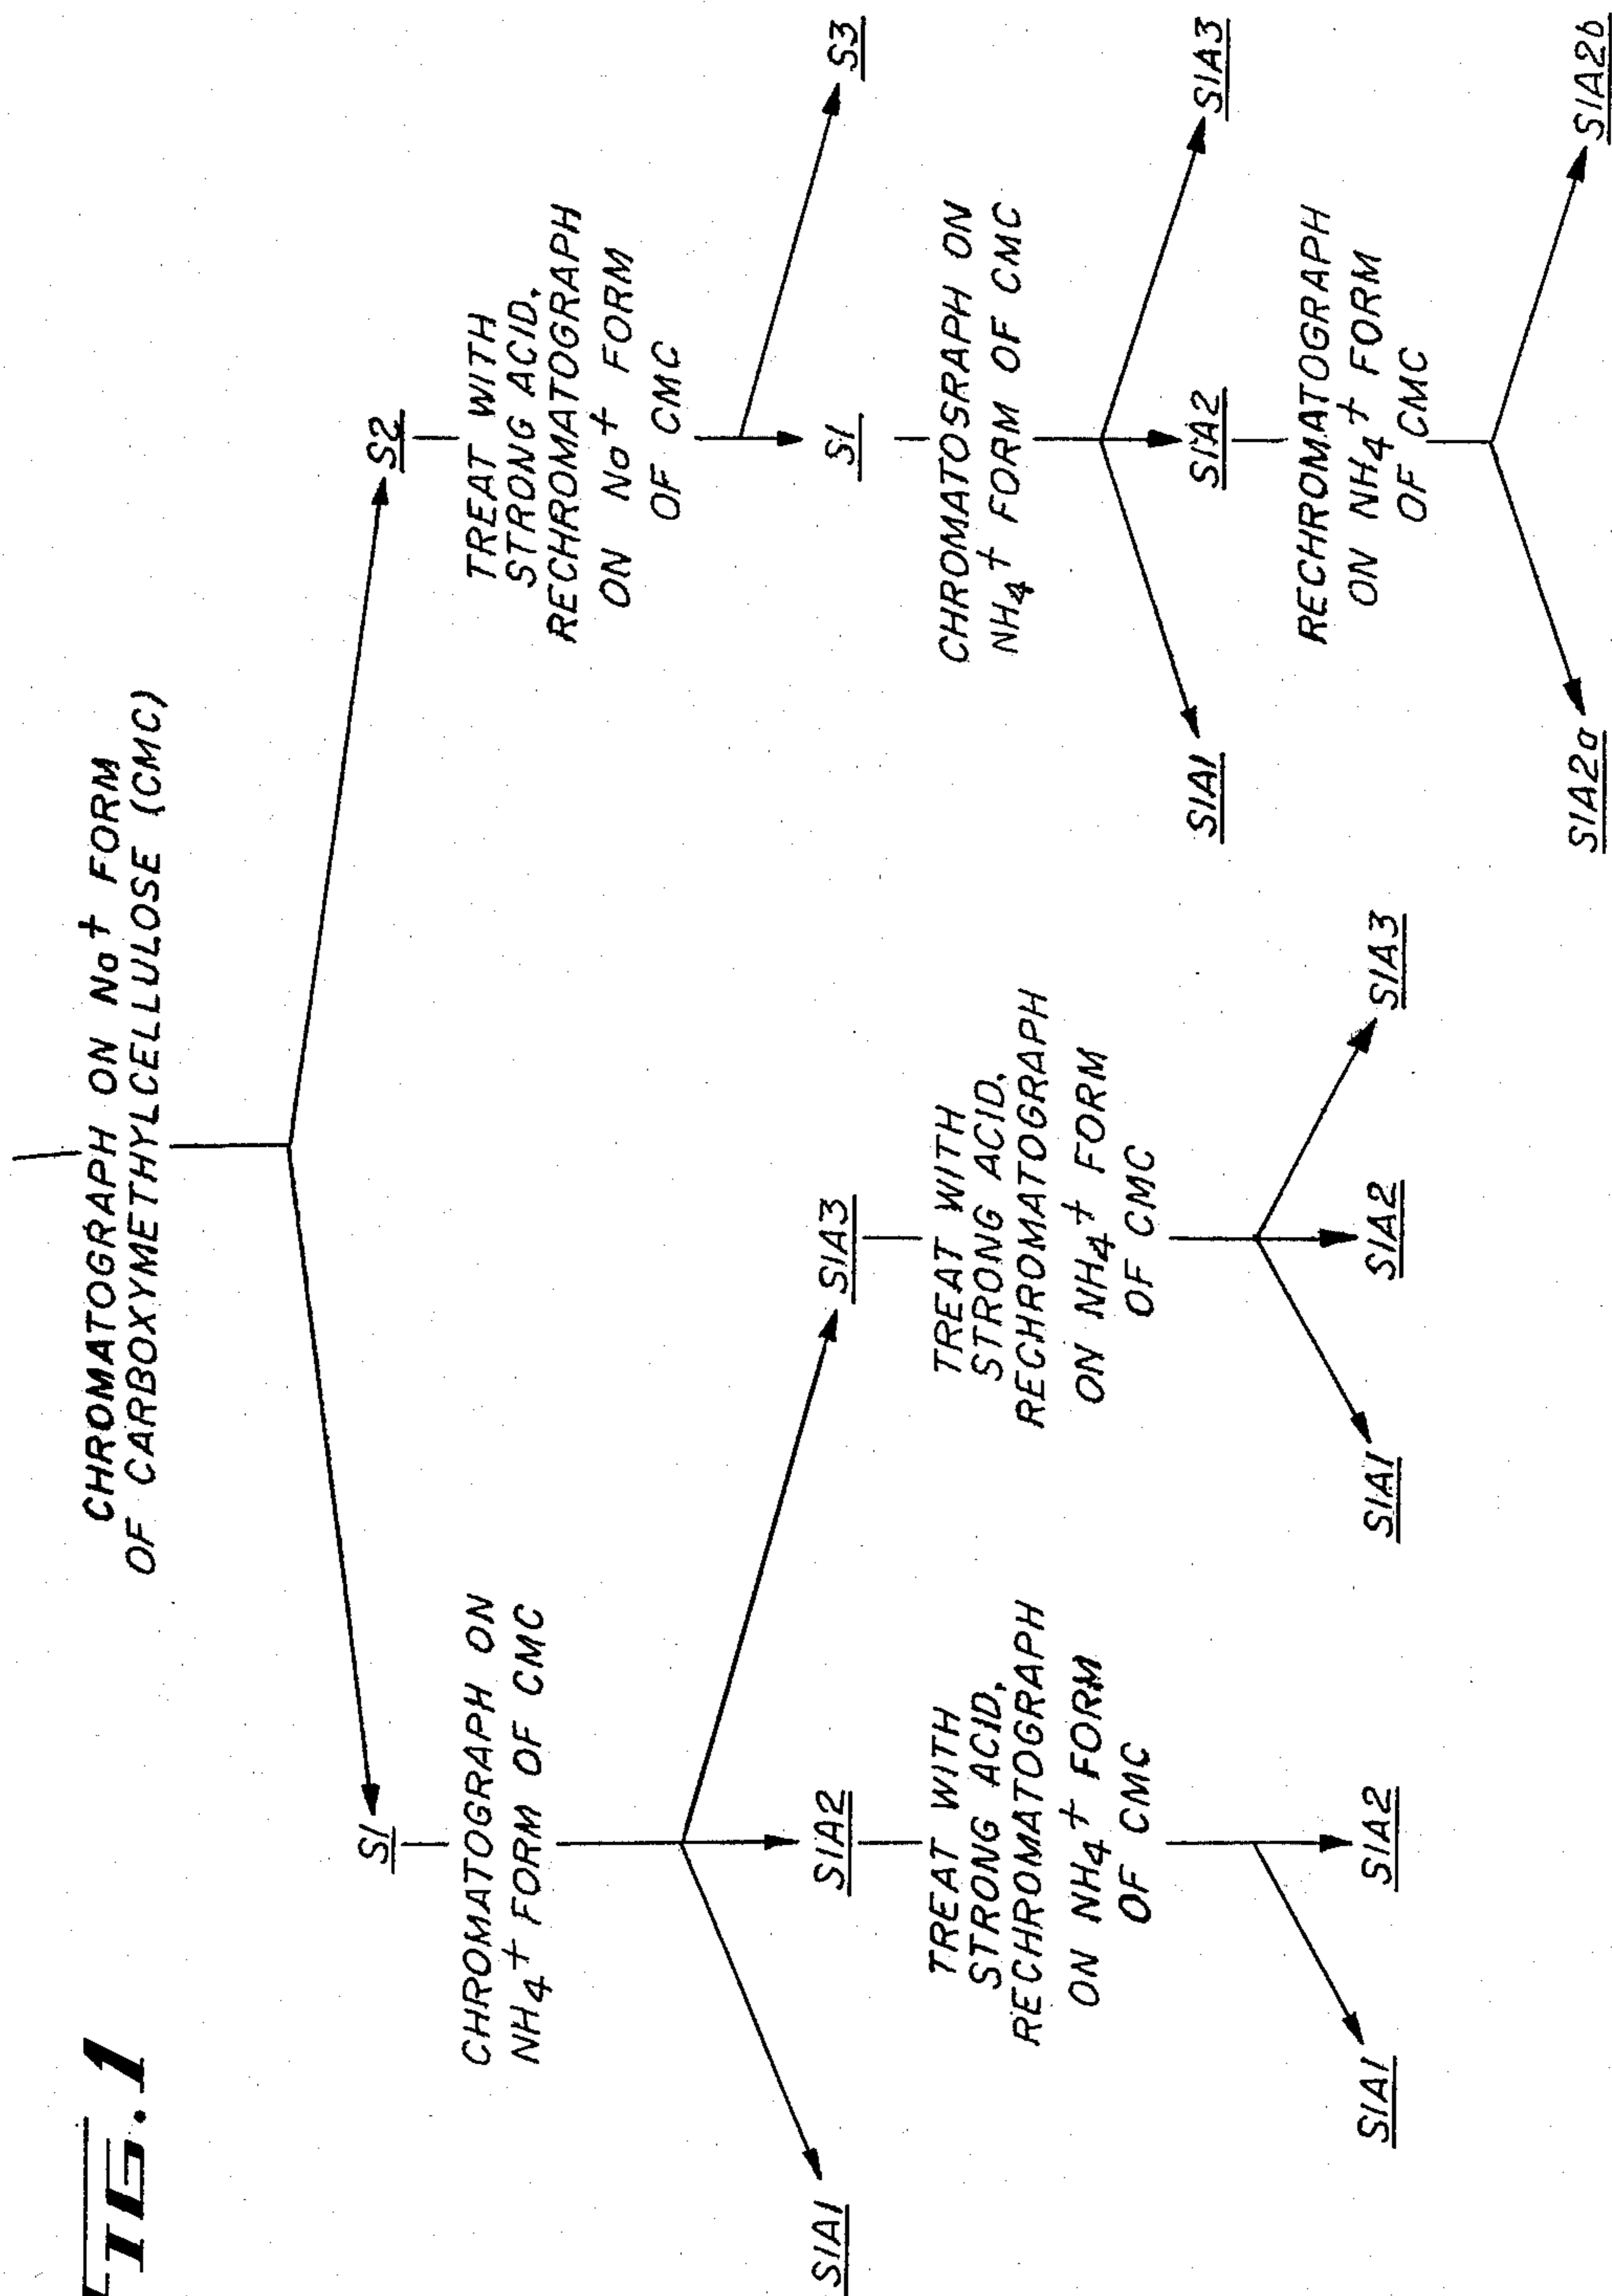 FIG. 1
CHROMATOGRAPH ON Na+ FORM
OF CARBOXYMETHYLCELLULOSE (CMC)
S1
S2
CHROMATOGRAPH ON
NH4+ FORM OF CMC
TREAT WITH
STRONG ACID,
RECHROMATOGRAPH
ON Na+ FORM
OF CMC
S1A1
S1A2
S1A3
S1
S3
TREAT WITH
STRONG ACID,
RECHROMATOGRAPH
ON NH4+ FORM
OF CMC
TREAT WITH
STRONG ACID,
RECHROMATOGRAPH
ON NH4+ FORM
OF CMC
CHROMATOSRAPH ON
NH4+ FORM OF CMC
S1A1
S1A2
S1A1
S1A2
S1A3
S1A1
S1A2
S1A3
RECHROMATOGRAPH
ON NH4+ FORM
OF CMC
S1A2a
S1A2b